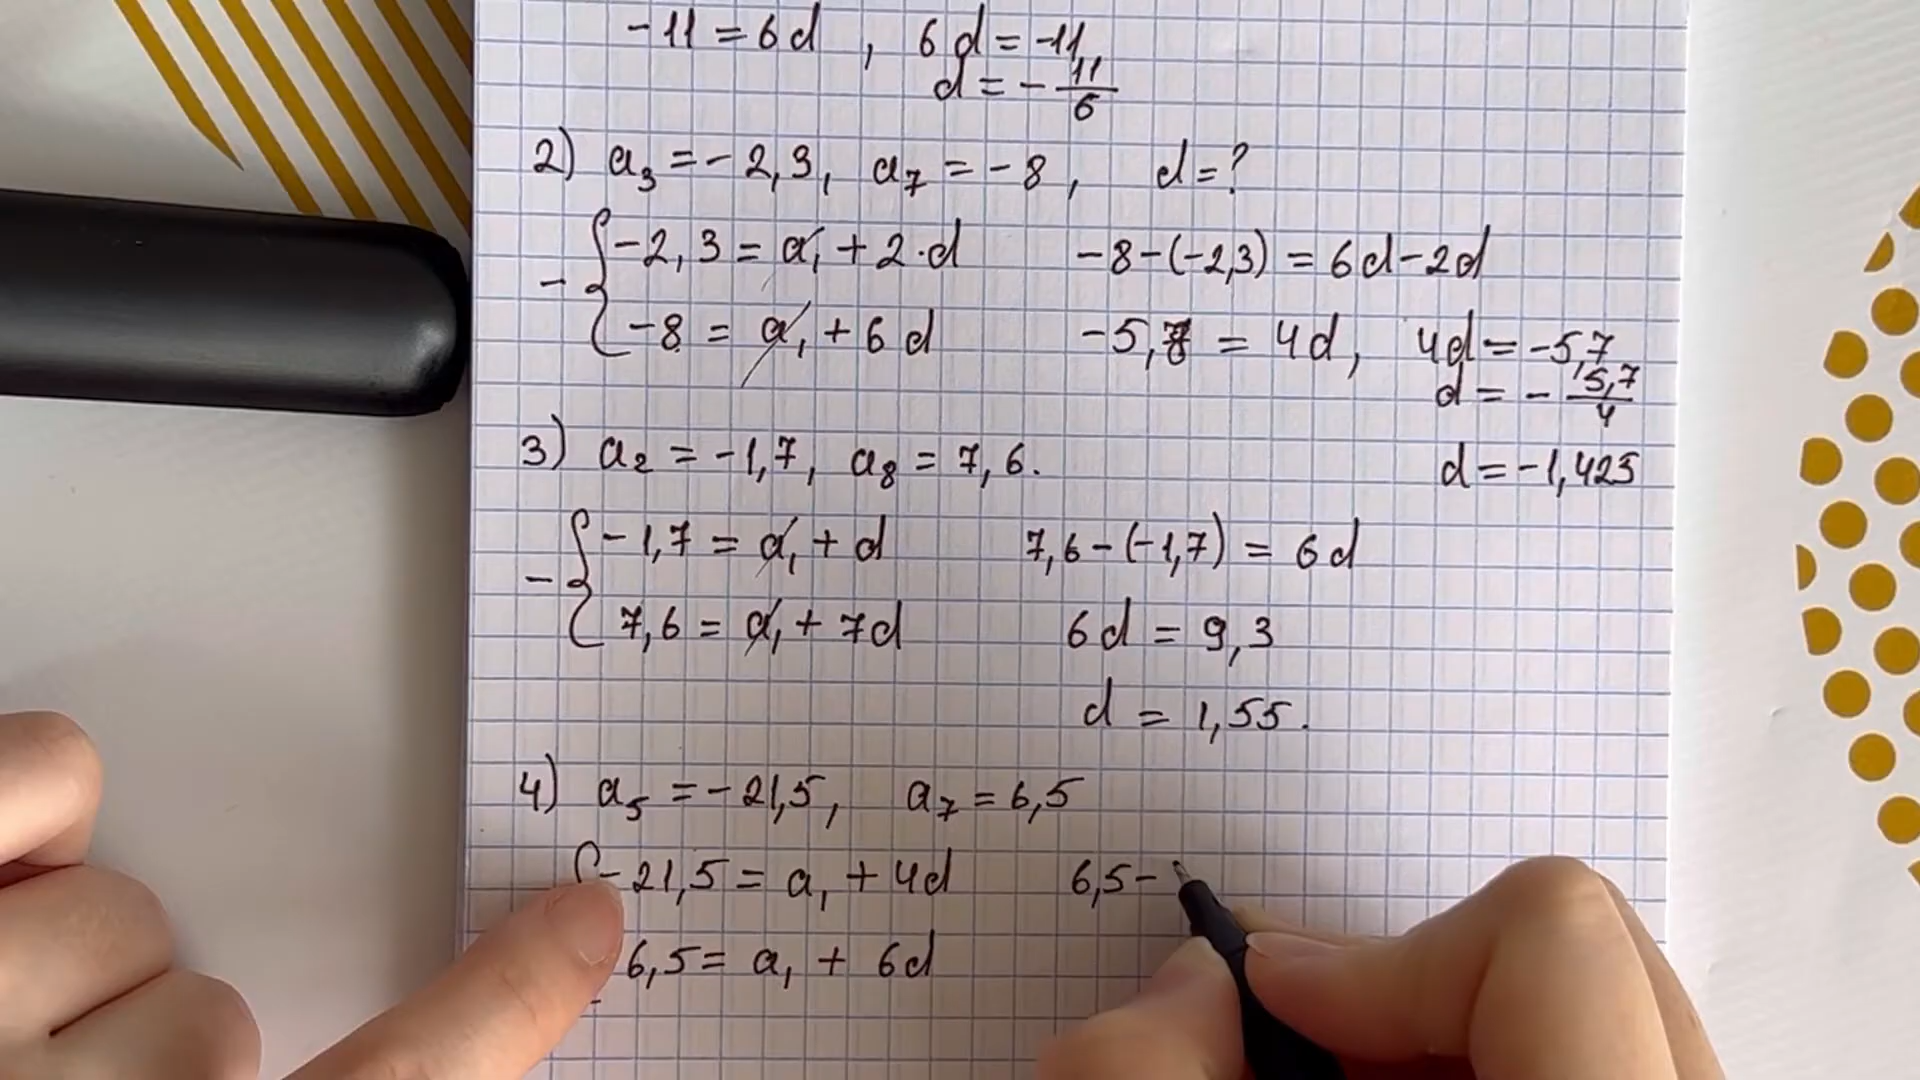 -11 = 6d , 6d = -11,
d = - 11/6
2) a₃ = -2,3, a₇ = -8, d = ?
- { -2,3 = a₁ + 2·d -8-(-2,3) = 6d-2d
-8 = a₁ + 6d -5,7 = 4d, 4d = -5,7
d = - 5,7/4
3) a₂ = -1,7, a₈ = 7,6. d = -1,425
- { -1,7 = a₁ + d 7,6-(-1,7) = 6d
7,6 = a₁ + 7d 6d = 9,3
d = 1,55.
4) a₅ = -21,5, a₇ = 6,5
{ -21,5 = a₁ + 4d 6,5-
6,5 = a₁ + 6d